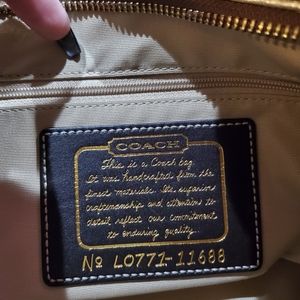 COACH
This is a Coach bag.
It was handcrafted from the
finest materials. Its superior
craftsmanship and attention to
detail reflect our commitment
to enduring quality.
No L0771-11688